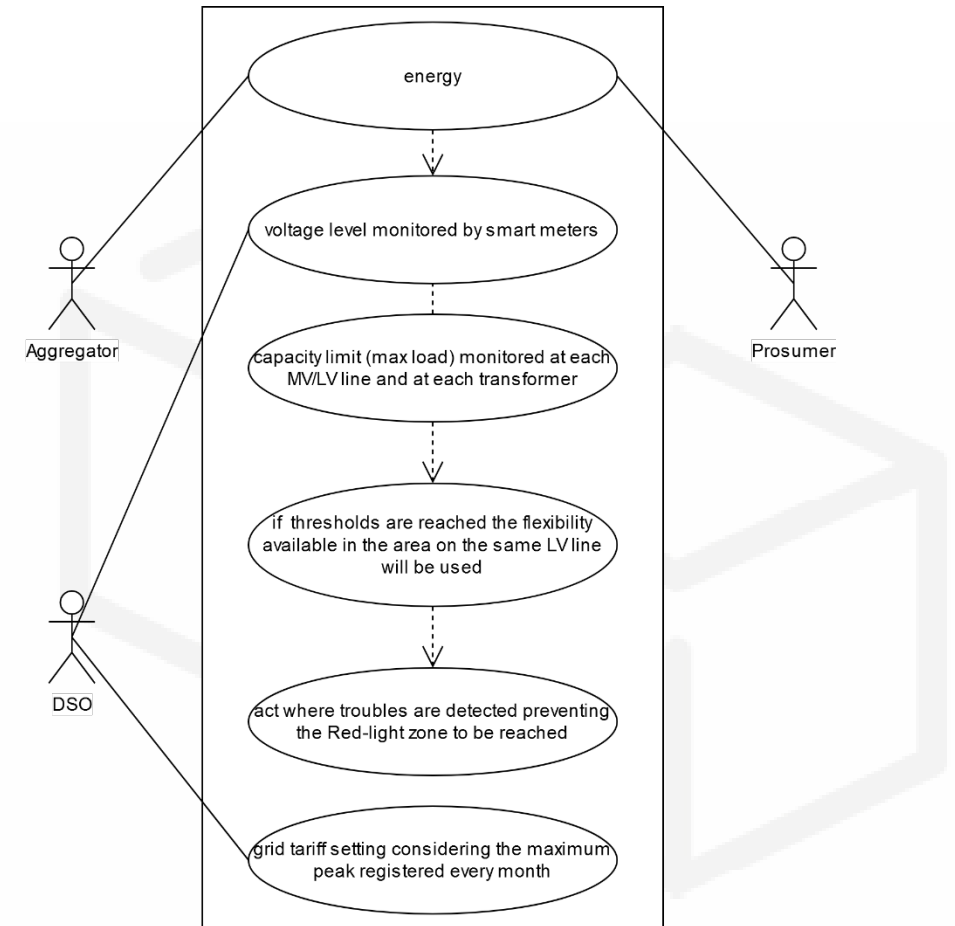 energy
voltage level monitored by smart meters
Aggregator
Prosumer
capacity limit (max load) monitored at each
MV/LV line and at each transformer
if thresholds are reached the flexibility
available in the area on the same LV line
will be used
DSO
act where troubles are detected preventing
the Red-light zone to be reached
grid tariff setting considering the maximum
peak registered every month